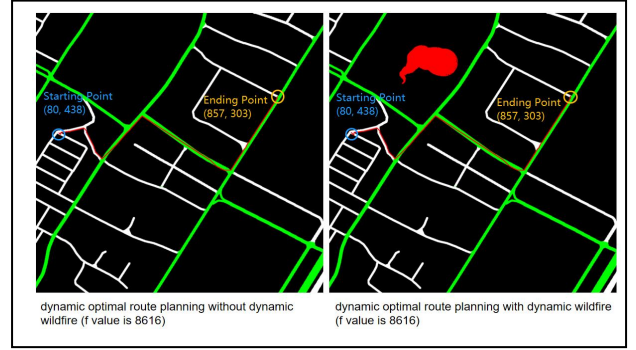 Starting Point
(80, 438)
Ending Point
(857, 303)
Starting Point
(80, 438)
Ending Point
(857, 303)
dynamic optimal route planning without dynamic
wildfire (f value is 8616)
dynamic optimal route planning with dynamic wildfire
(f value is 8616)